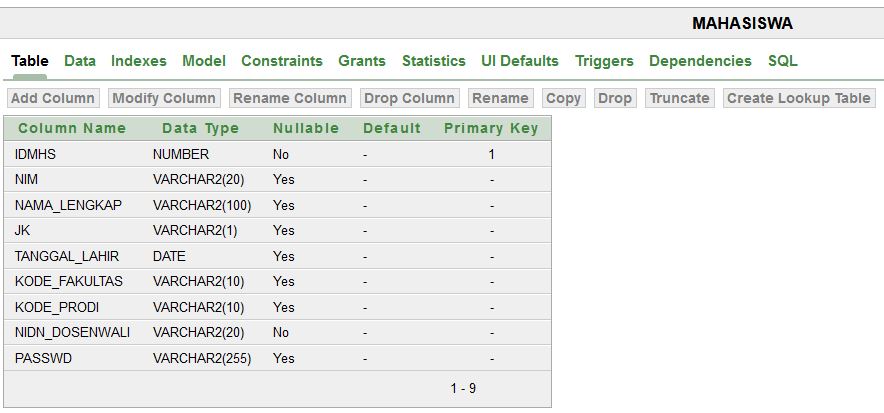 MAHASISWA
Table Data Indexes Model Constraints Grants Statistics UI Defaults Triggers Dependencies SQL
Add Column Modify Column Rename Column Drop Column Rename Copy Drop Truncate Create Lookup Table
Column Name Data Type Nullable Default Primary Key
IDMHS NUMBER No - 1
NIM VARCHAR2(20) Yes - -
NAMA_LENGKAP VARCHAR2(100) Yes - -
JK VARCHAR2(1) Yes - -
TANGGAL_LAHIR DATE Yes - -
KODE_FAKULTAS VARCHAR2(10) Yes - -
KODE_PRODI VARCHAR2(10) Yes - -
NIDN_DOSENWALI VARCHAR2(20) No - -
PASSWD VARCHAR2(255) Yes - -
1 - 9